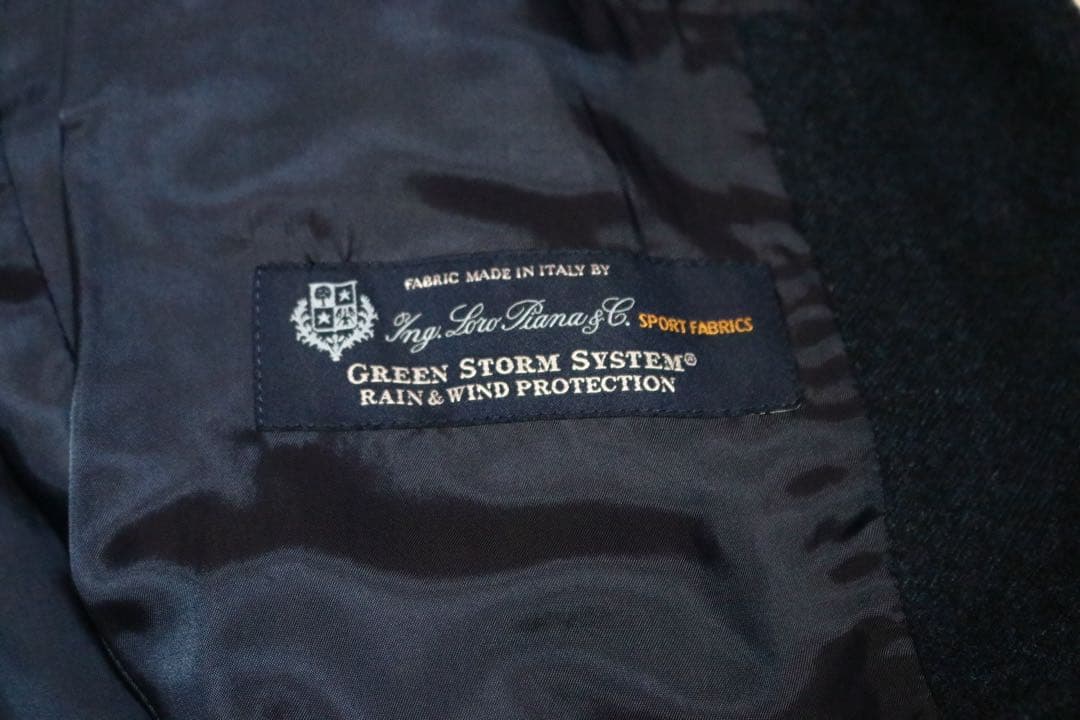 FABRIC MADE IN ITALY BY
Ing. Loro Piana & C. SPORT FABRICS
GREEN STORM SYSTEM®
RAIN & WIND PROTECTION